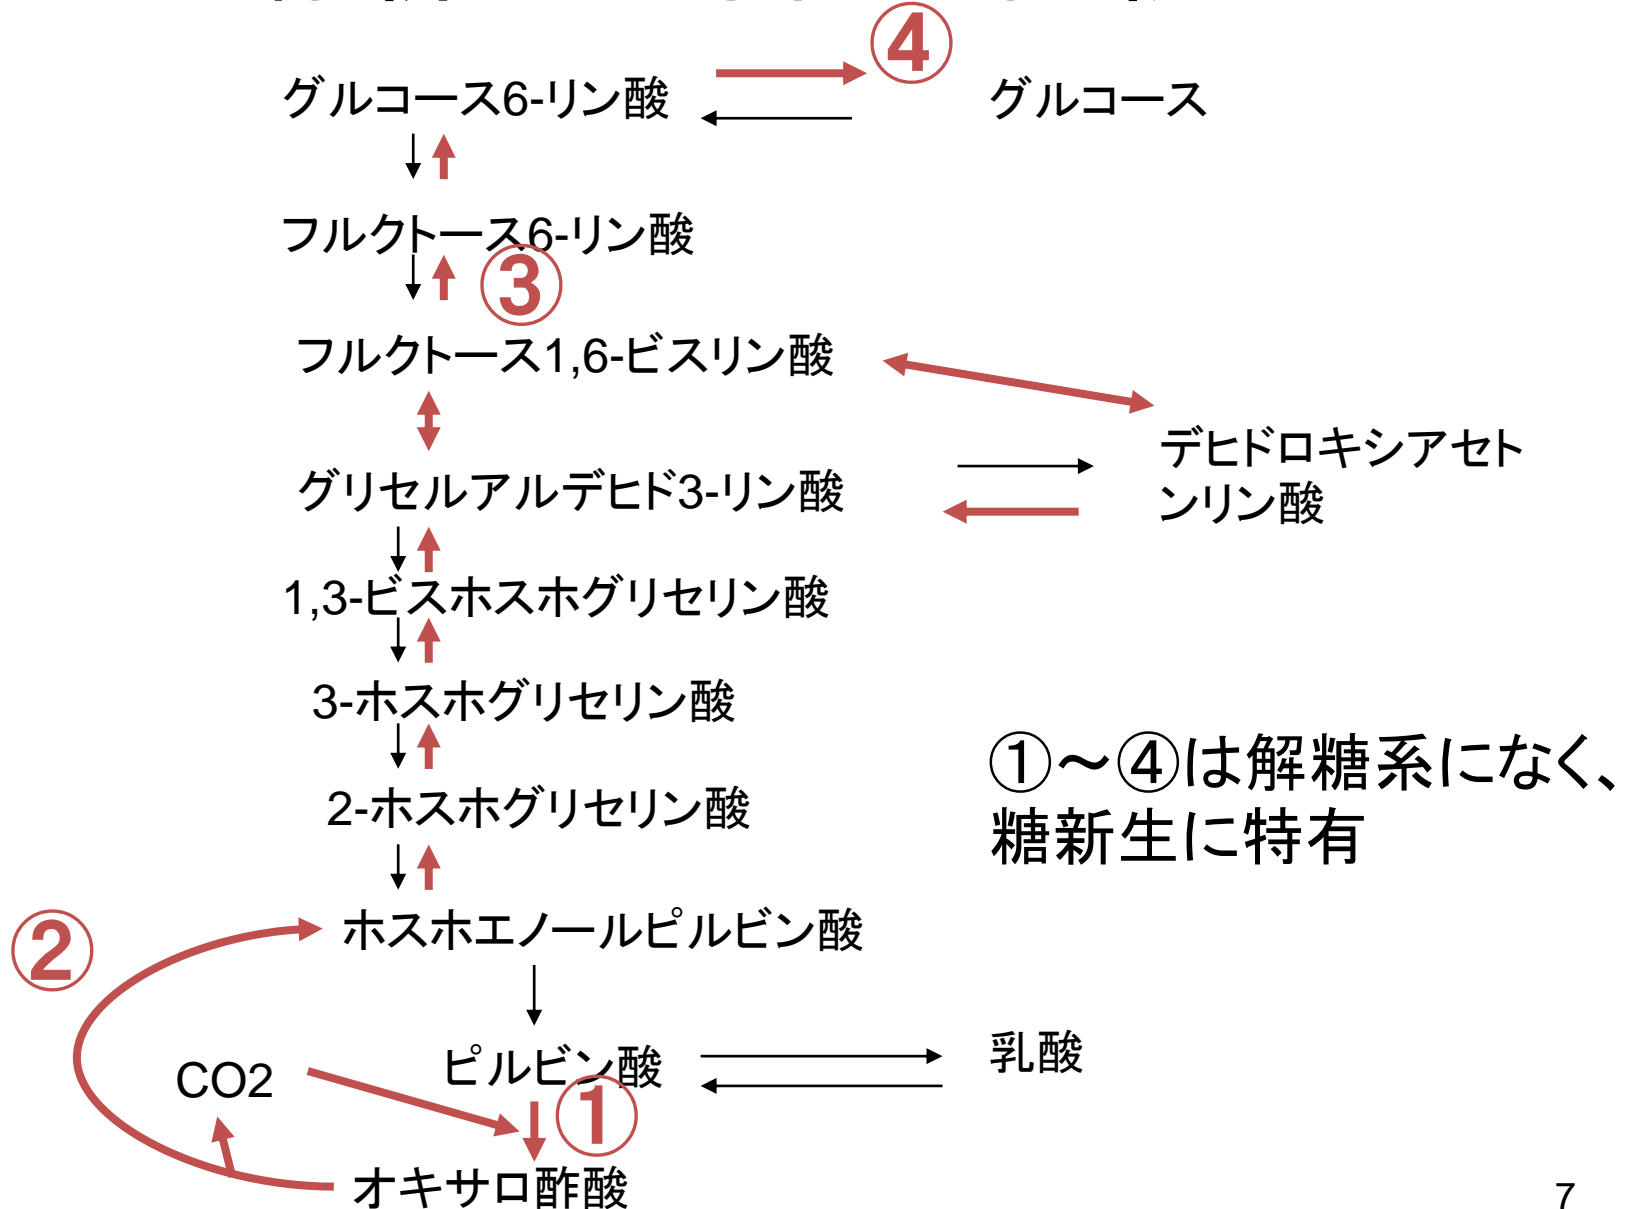 ④
グルコース6-リン酸
グルコース
フルクトース6-リン酸
③
フルクトース1,6-ビスリン酸
デヒドロキシアセト
ンリン酸
グリセルアルデヒド3-リン酸
1,3-ビスホスホグリセリン酸
3-ホスホグリセリン酸
①～④は解糖系になく、
糖新生に特有
2-ホスホグリセリン酸
②
ホスホエノールピルビン酸
ピルビン酸
乳酸
CO2
①
オキサロ酢酸
7